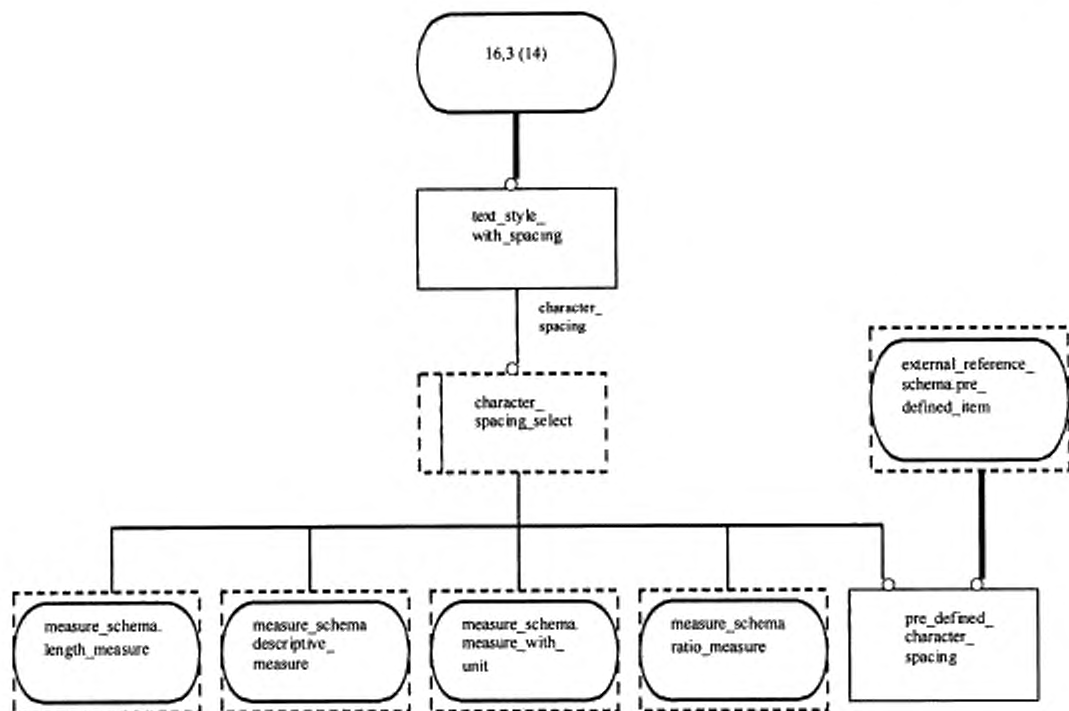 16,3 (14)
text_style_
with_spacing
character_
spacing
external_reference_
schema.pre_
defined_item
character_
spacing_select
measure_schema.
length_measure
measure_schema
descriptive_
measure
measure_schema.
measure_with_
unit
measure_schema
ratio_measure
pre_defined_
character_
spacing